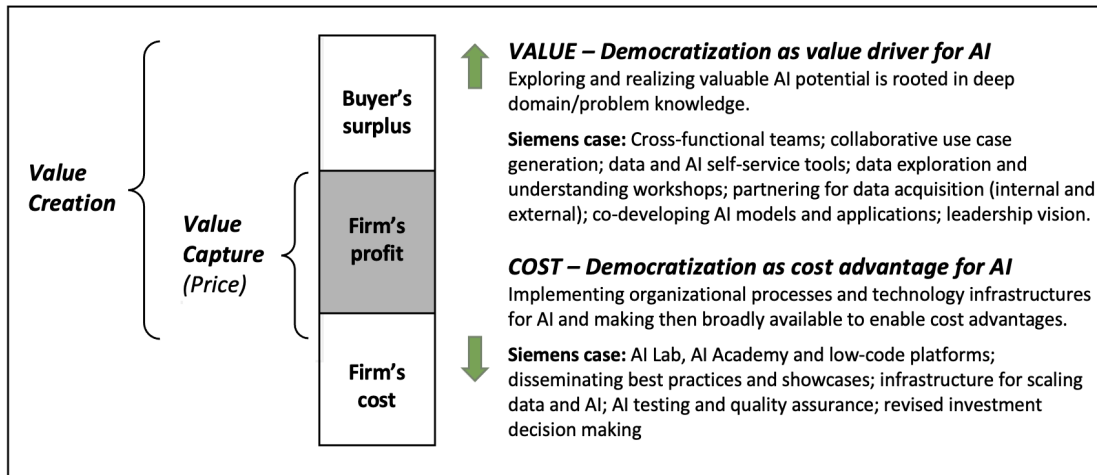 Value
Creation
Value
Capture
(Price)
Buyer's
surplus
Firm's
profit
Firm's
cost
VALUE – Democratization as value driver for AI
Exploring and realizing valuable AI potential is rooted in deep
domain/problem knowledge.
Siemens case: Cross-functional teams; collaborative use case
generation; data and AI self-service tools; data exploration and
understanding workshops; partnering for data acquisition (internal and
external); co-developing AI models and applications; leadership vision.
COST – Democratization as cost advantage for AI
Implementing organizational processes and technology infrastructures
for AI and making then broadly available to enable cost advantages.
Siemens case: AI Lab, AI Academy and low-code platforms;
disseminating best practices and showcases; infrastructure for scaling
data and AI; AI testing and quality assurance; revised investment
decision making